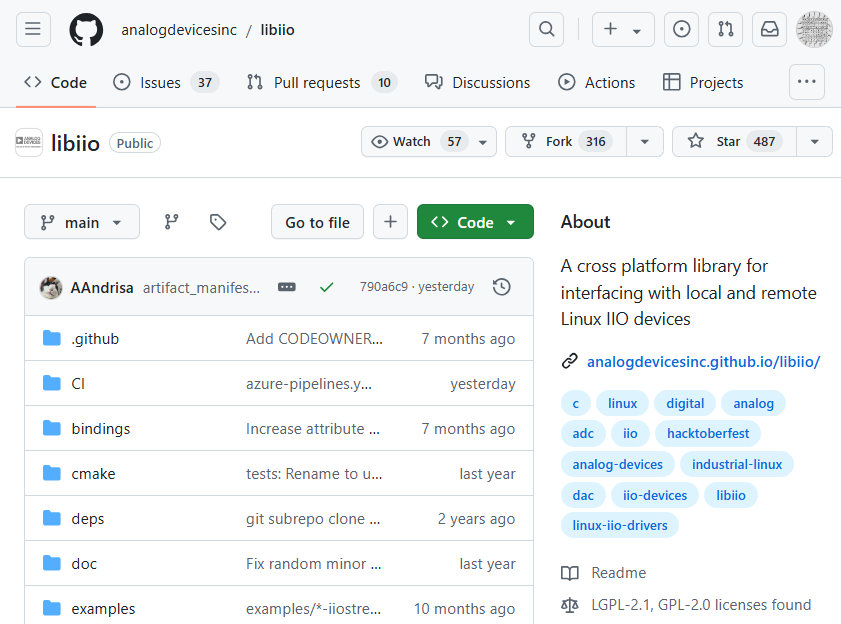 analogdevicesinc / libiio
Code Issues 37 Pull requests 10 Discussions Actions Projects
libiio Public Watch 57 Fork 316 Star 487
main Go to file Code
AAndrisa artifact_manifes... 790a6c9 · yesterday
.github Add CODEOWNER... 7 months ago
CI azure-pipelines.y... yesterday
bindings Increase attribute ... 7 months ago
cmake tests: Rename to u... last year
deps git subrepo clone ... 2 years ago
doc Fix random minor ... last year
examples examples/*-iiostre... 10 months ago
About
A cross platform library for
interfacing with local and remote
Linux IIO devices
analogdevicesinc.github.io/libiio/
c linux digital analog
adc iio hacktoberfest
analog-devices industrial-linux
dac iio-devices libiio
linux-iio-drivers
Readme
LGPL-2.1, GPL-2.0 licenses found